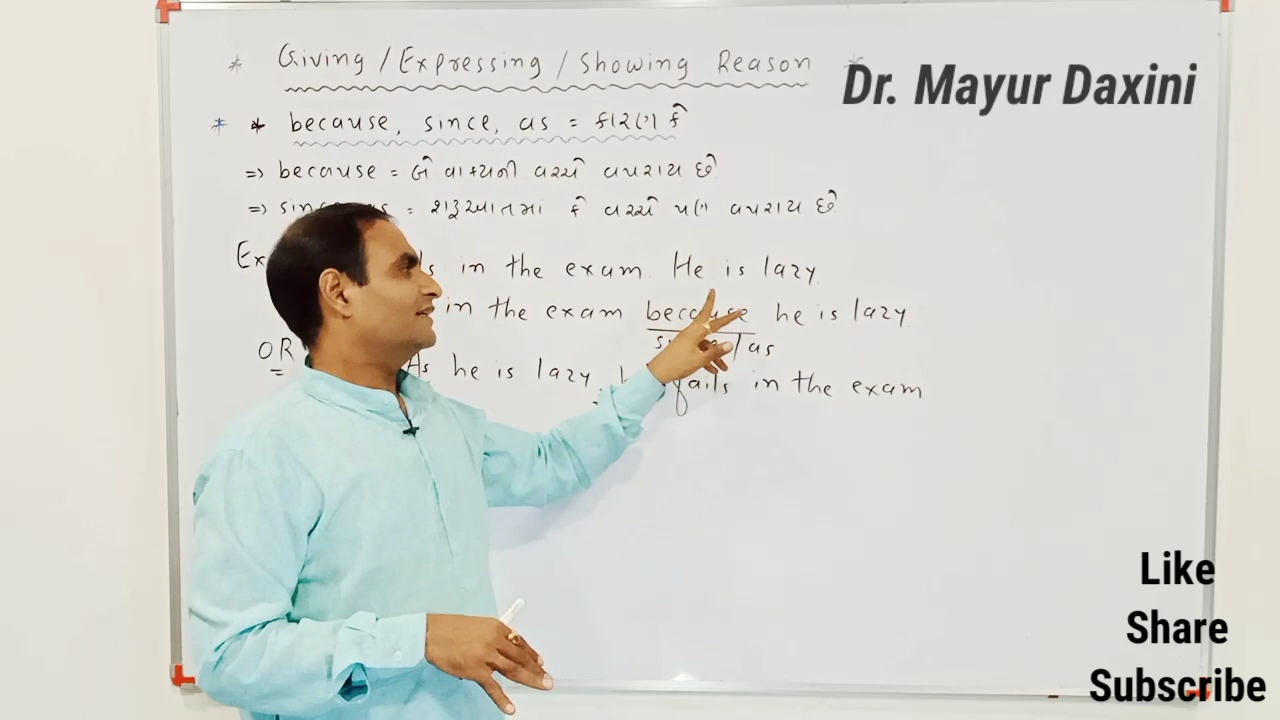 * Giving / Expressing / Showing Reason *
Dr. Mayur Daxini
* * because, since, as = કારણ કે
=> because = બે વાક્યની વચ્ચે વપરાય છે
=> since as = શરૂઆતમાં કે વચ્ચે પણ વપરાય છે
Ex in the exam. He is lazy.
in the exam because he is lazy.
as
OR = As he is lazy, fails in the exam.
Like
Share
Subscribe